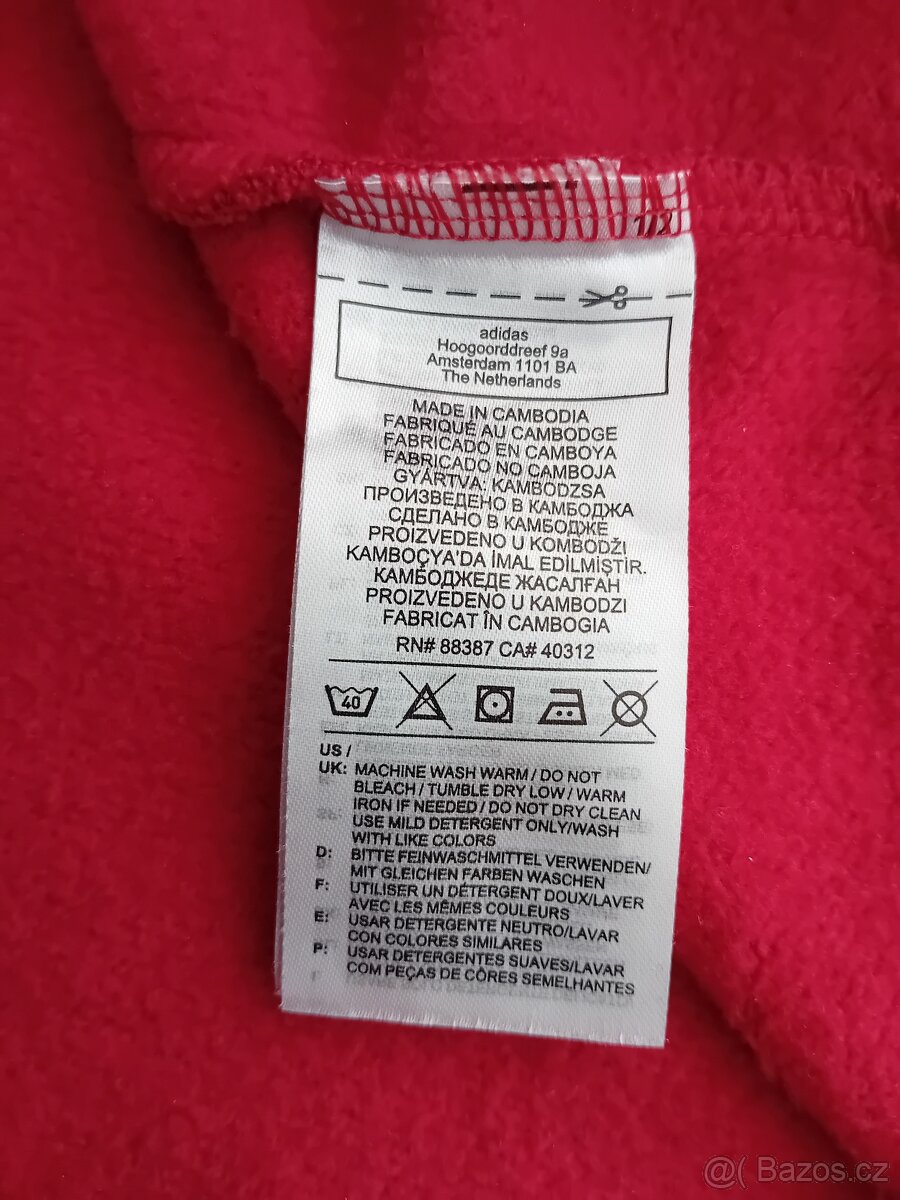 1/2
adidas
Hoogoorddreef 9a
Amsterdam 1101 BA
The Netherlands
MADE IN CAMBODIA
FABRIQUÉ AU CAMBODGE
FABRICADO EN CAMBOYA
FABRICADO NO CAMBOJA
GYÁRTVA: KAMBODZSA
ПРОИЗВЕДЕНО В КАМБОДЖА
СДЕЛАНО В КАМБОДЖЕ
PROIZVEDENO U KOMBODŽI
KAMBOÇYA'DA İMAL EDİLMİŞTİR.
КАМБОДЖЕДЕ ЖАСАЛҒАН
PROIZVEDENO U KAMBODZI
FABRICAT ÎN CAMBOGIA
RN# 88387 CA# 40312
40
US /
UK: MACHINE WASH WARM / DO NOT
BLEACH / TUMBLE DRY LOW / WARM
IRON IF NEEDED / DO NOT DRY CLEAN
USE MILD DETERGENT ONLY/WASH
WITH LIKE COLORS
D: BITTE FEINWASCHMITTEL VERWENDEN/
MIT GLEICHEN FARBEN WASCHEN
F: UTILISER UN DÉTERGENT DOUX/LAVER
AVEC LES MÊMES COULEURS
E: USAR DETERGENTE NEUTRO/LAVAR
CON COLORES SIMILARES
P: USAR DETERGENTES SUAVES/LAVAR
COM PEÇAS DE CÔRES SEMELHANTES
@( Bazos.cz